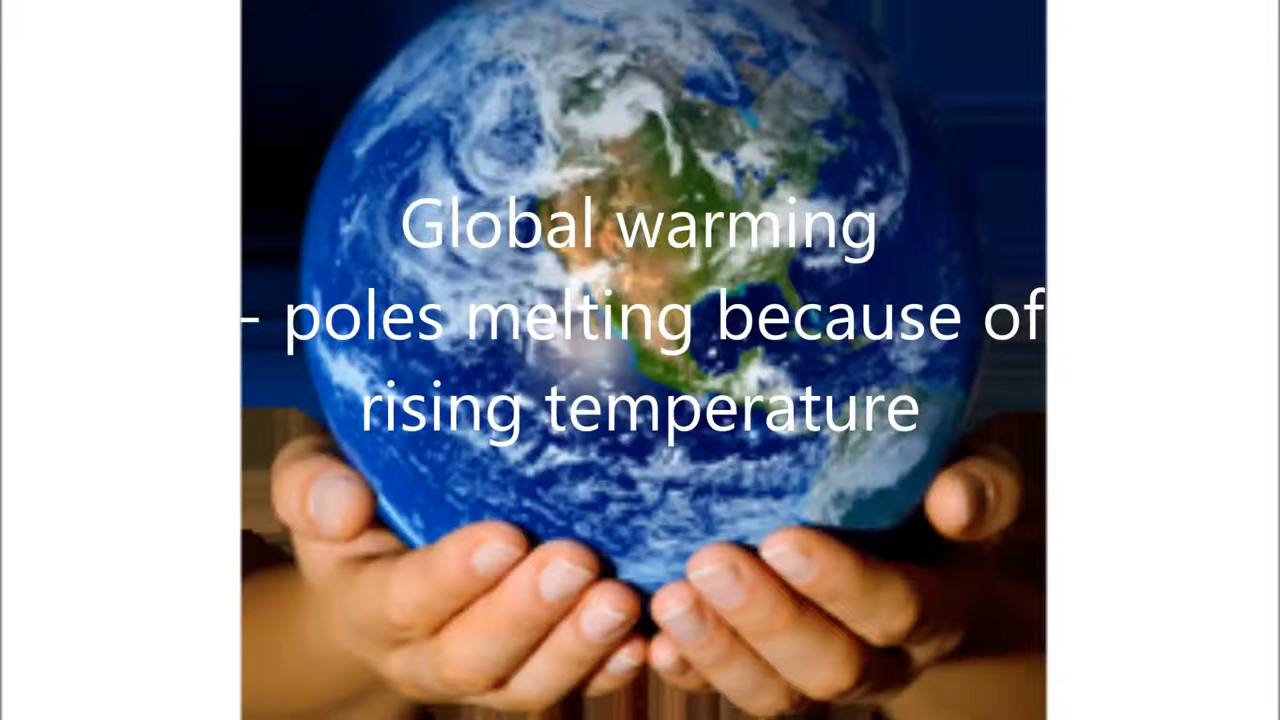 Global warming
- poles melting because of
rising temperature